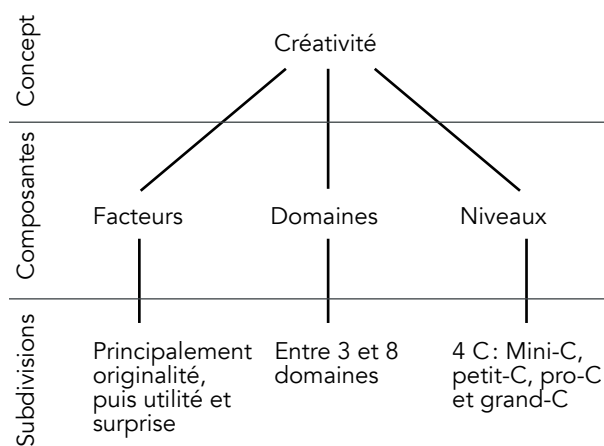 Concept
Créativité
Composantes
Facteurs
Domaines
Niveaux
Subdivisions
Principalement
originalité,
puis utilité et
surprise
Entre 3 et 8
domaines
4 C : Mini-C,
petit-C, pro-C
et grand-C